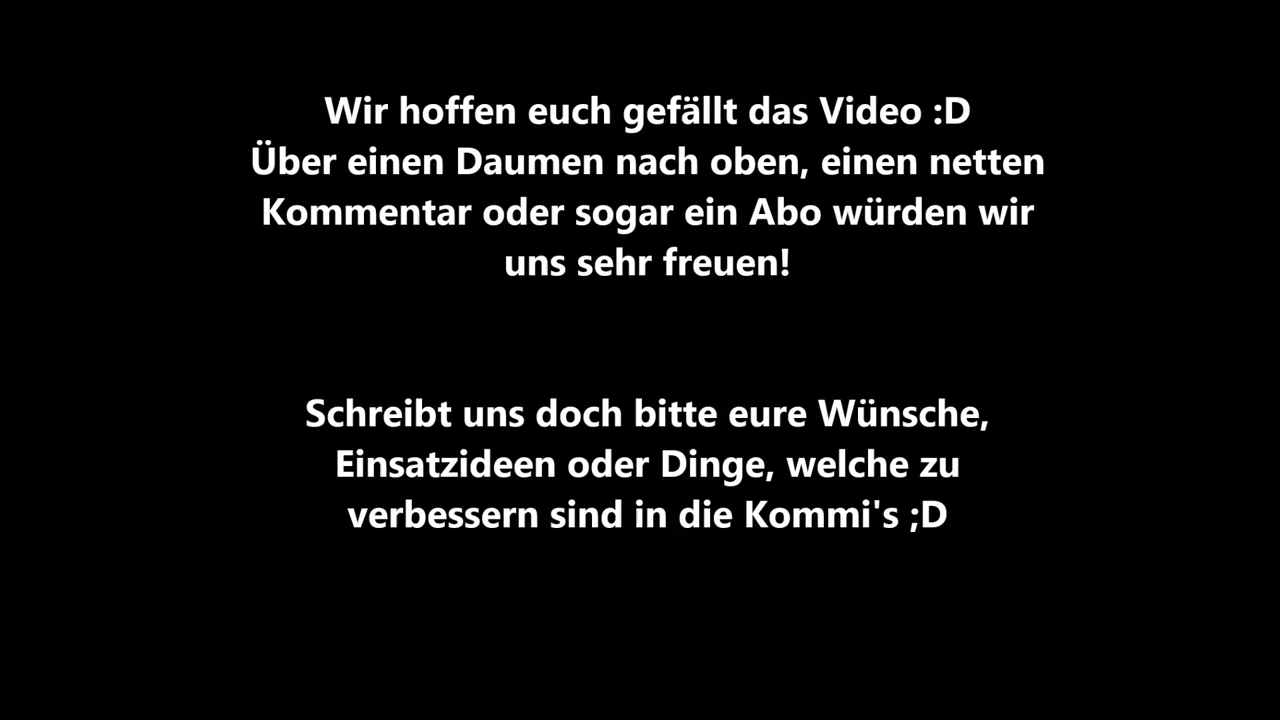 Wir hoffen euch gefällt das Video :D
Über einen Daumen nach oben, einen netten
Kommentar oder sogar ein Abo würden wir
uns sehr freuen!
Schreibt uns doch bitte eure Wünsche,
Einsatzideen oder Dinge, welche zu
verbessern sind in die Kommi's ;D